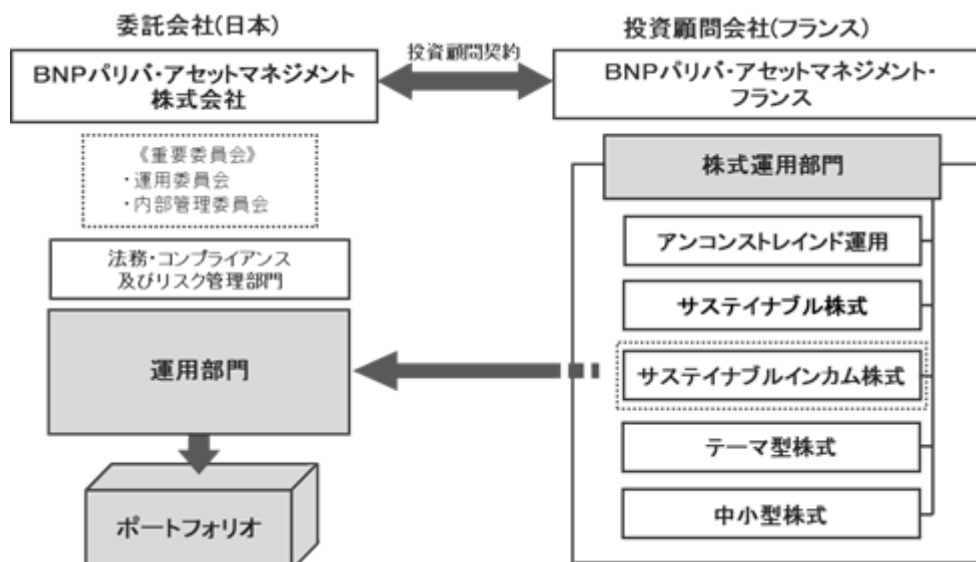 委託会社(日本)
BNPパリバ・アセットマネジメント
株式会社
《重要委員会》
・運用委員会
・内部管理委員会
法務・コンプライアンス
及びリスク管理部門
運用部門
ポートフォリオ
投資顧問契約
投資顧問会社(フランス)
BNPパリバ・アセットマネジメント・
フランス
株式運用部門
アンコンストレインド運用
サステイナブル株式
サステイナブルインカム株式
テーマ型株式
中小型株式